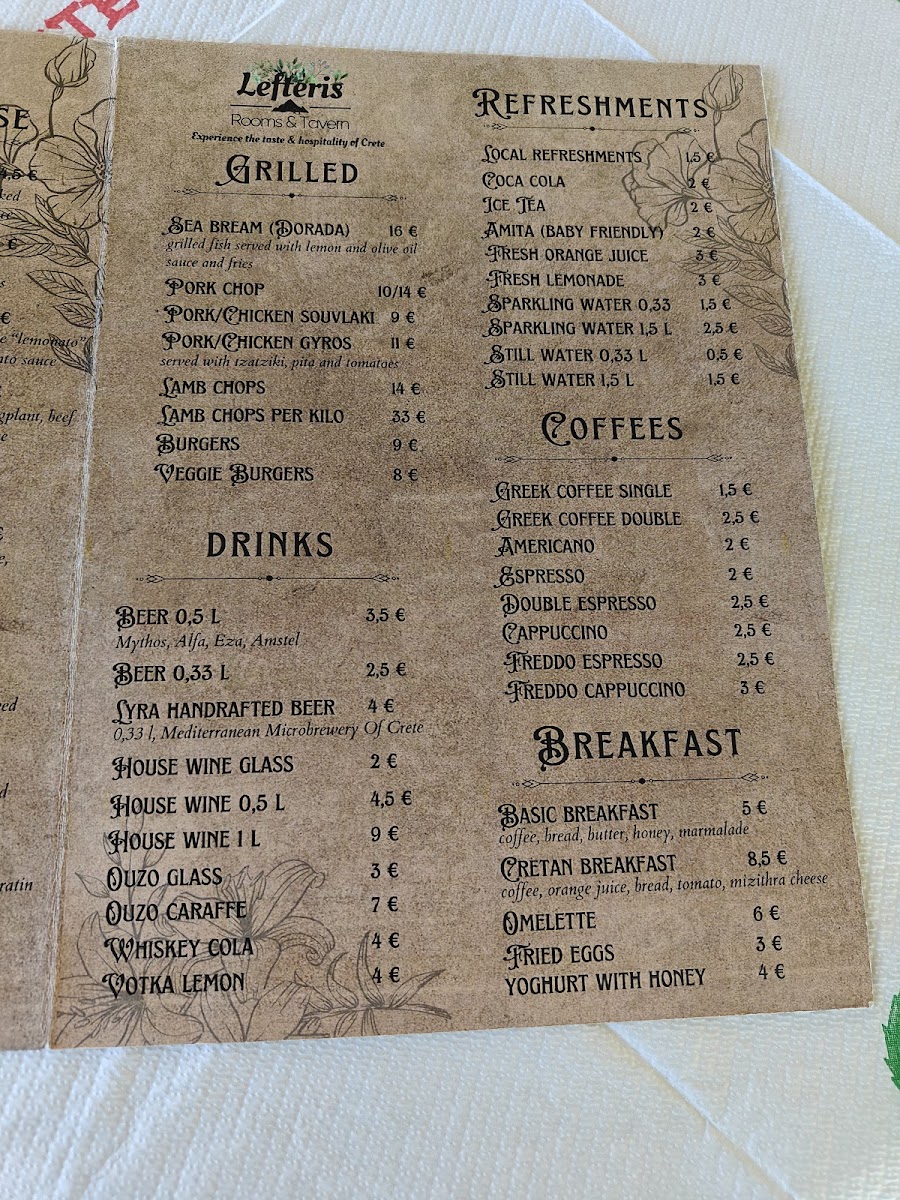 TE
SE
4,5 €
€
€
e "lemonato"
ato sauce
gplant, beef
ratin
Lefteris
Rooms & Tavern
Experience the taste & hospitality of Crete
GRILLED
SEA BREAM (DORADA) 16 €
grilled fish served with lemon and olive oil
sauce and fries
PORK CHOP 10/14 €
PORK/CHICKEN SOUVLAKI 9 €
PORK/CHICKEN GYROS 11 €
served with tzatziki, pita and tomatoes
LAMB CHOPS 14 €
LAMB CHOPS PER KILO 33 €
BURGERS 9 €
VEGGIE BURGERS 8 €
DRINKS
BEER 0,5 L 3,5 €
Mythos, Alfa, Eza, Amstel
BEER 0,33 L 2,5 €
LYRA HANDRAFTED BEER 4 €
0,33 l, Mediterranean Microbrewery Of Crete
HOUSE WINE GLASS 2 €
HOUSE WINE 0,5 L 4,5 €
HOUSE WINE 1 L 9 €
OUZO GLASS 3 €
OUZO CARAFFE 7 €
WHISKEY COLA 4 €
VOTKA LEMON 4 €
REFRESHMENTS
LOCAL REFRESHMENTS 1,5 €
COCA COLA 2 €
ICE TEA 2 €
AMITA (BABY FRIENDLY) 2 €
FRESH ORANGE JUICE 3 €
FRESH LEMONADE 3 €
SPARKLING WATER 0,33 1,5 €
SPARKLING WATER 1,5 L 2,5 €
STILL WATER 0,33 L 0,5 €
STILL WATER 1,5 L 1,5 €
COFFEES
GREEK COFFEE SINGLE 1,5 €
GREEK COFFEE DOUBLE 2,5 €
AMERICANO 2 €
ESPRESSO 2 €
DOUBLE ESPRESSO 2,5 €
CAPPUCCINO 2,5 €
FREDDO ESPRESSO 2,5 €
FREDDO CAPPUCCINO 3 €
BREAKFAST
BASIC BREAKFAST 5 €
coffee, bread, butter, honey, marmalade
CRETAN BREAKFAST 8,5 €
coffee, orange juice, bread, tomato, mizithra cheese
OMELETTE 6 €
FRIED EGGS 3 €
YOGHURT WITH HONEY 4 €